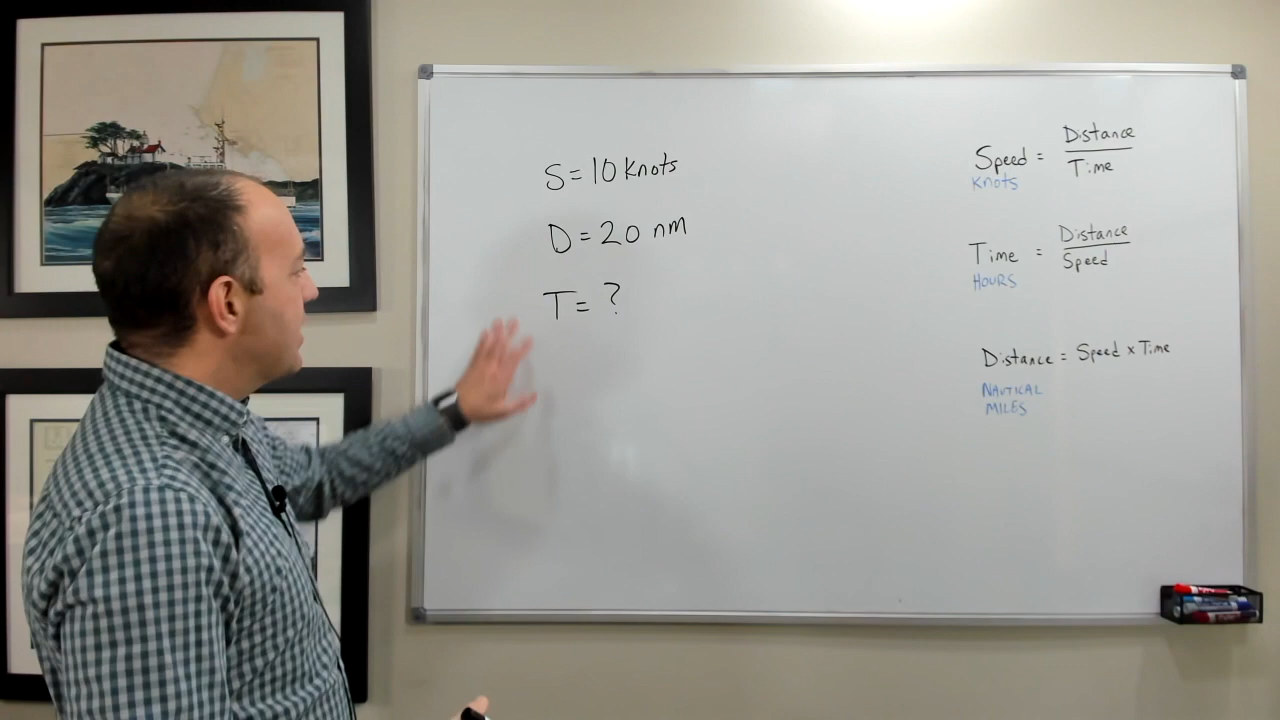 S = 10 knots
D = 20 nm
T = ?
Speed = Distance / Time
KNOTS
Time = Distance / Speed
HOURS
Distance = Speed x Time
NAUTICAL
MILES